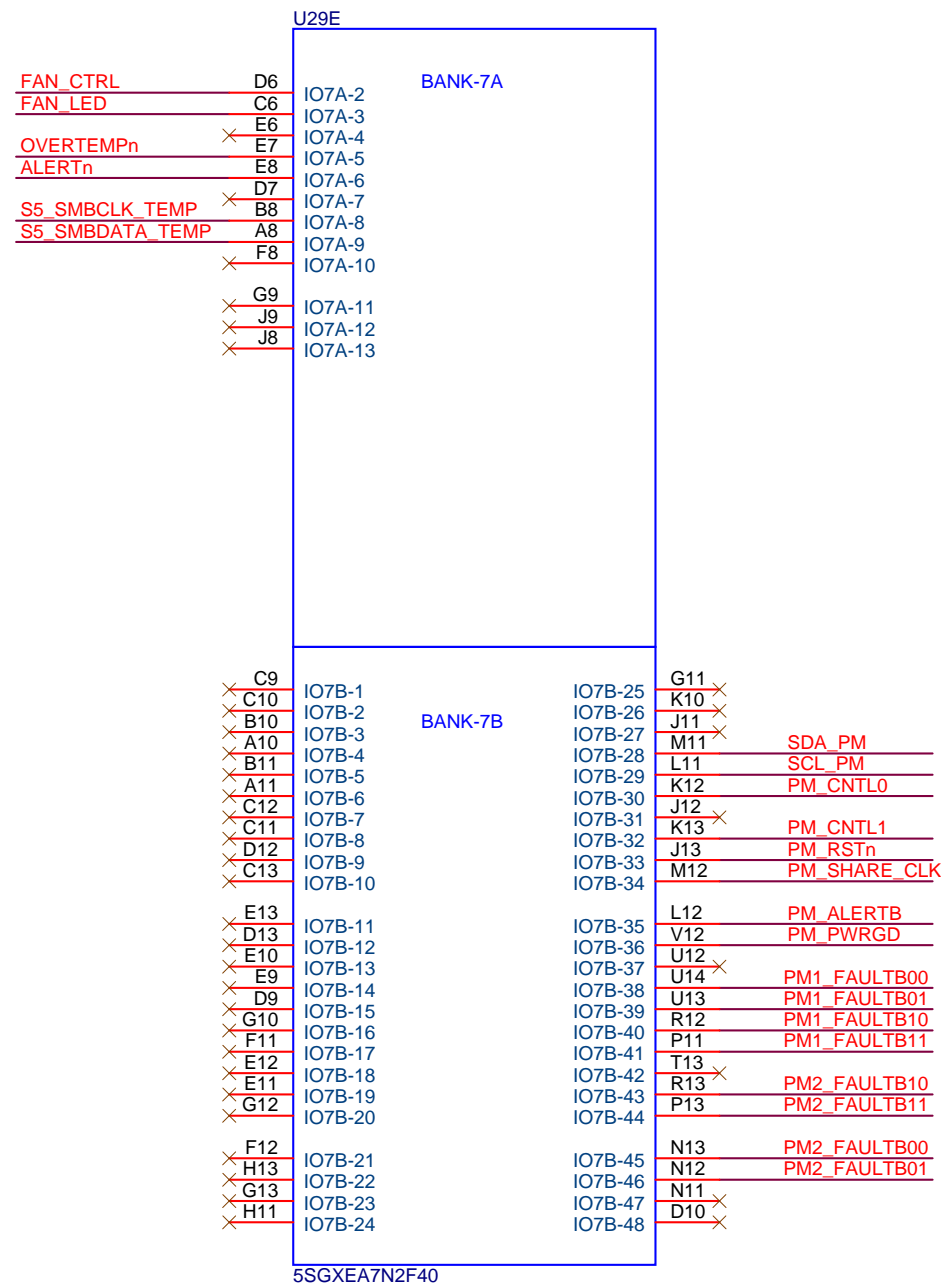 U29E
BANK-7A
FAN_CTRL D6 IO7A-2
FAN_LED C6 IO7A-3
E6 IO7A-4
OVERTEMPn E7 IO7A-5
ALERTn E8 IO7A-6
D7 IO7A-7
S5_SMBCLK_TEMP B8 IO7A-8
S5_SMBDATA_TEMP A8 IO7A-9
F8 IO7A-10
G9 IO7A-11
J9 IO7A-12
J8 IO7A-13
BANK-7B
C9 IO7B-1
C10 IO7B-2
B10 IO7B-3
A10 IO7B-4
B11 IO7B-5
A11 IO7B-6
C12 IO7B-7
C11 IO7B-8
D12 IO7B-9
C13 IO7B-10
E13 IO7B-11
D13 IO7B-12
E10 IO7B-13
E9 IO7B-14
D9 IO7B-15
G10 IO7B-16
F11 IO7B-17
E12 IO7B-18
E11 IO7B-19
G12 IO7B-20
F12 IO7B-21
H13 IO7B-22
G13 IO7B-23
H11 IO7B-24
IO7B-25 G11
IO7B-26 K10
IO7B-27 J11
IO7B-28 M11 SDA_PM
IO7B-29 L11 SCL_PM
IO7B-30 K12 PM_CNTL0
IO7B-31 J12
IO7B-32 K13 PM_CNTL1
IO7B-33 J13 PM_RSTn
IO7B-34 M12 PM_SHARE_CLK
IO7B-35 L12 PM_ALERTB
IO7B-36 V12 PM_PWRGD
IO7B-37 U12
IO7B-38 U14 PM1_FAULTB00
IO7B-39 U13 PM1_FAULTB01
IO7B-40 R12 PM1_FAULTB10
IO7B-41 P11 PM1_FAULTB11
IO7B-42 T13
IO7B-43 R13 PM2_FAULTB10
IO7B-44 P13 PM2_FAULTB11
IO7B-45 N13 PM2_FAULTB00
IO7B-46 N12 PM2_FAULTB01
IO7B-47 N11
IO7B-48 D10
5SGXEA7N2F40